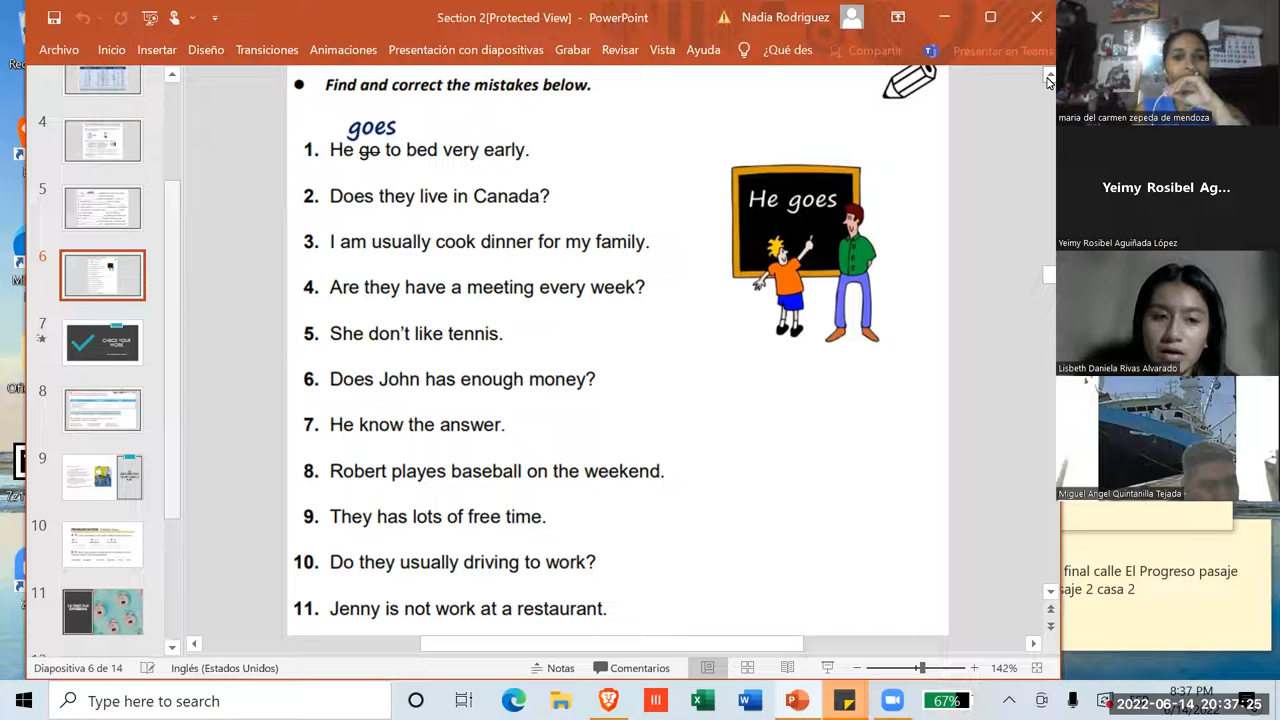 Section 2[Protected View] - PowerPoint
Nadia Rodriguez
Archivo Inicio Insertar Diseño Transiciones Animaciones Presentación con diapositivas Grabar Revisar Vista Ayuda ¿Qué des Compartir Presentar en Teams
Find and correct the mistakes below.
goes
1. He go to bed very early.
2. Does they live in Canada?
3. I am usually cook dinner for my family.
4. Are they have a meeting every week?
5. She don't like tennis.
6. Does John has enough money?
7. He know the answer.
8. Robert playes baseball on the weekend.
9. They has lots of free time.
10. Do they usually driving to work?
11. Jenny is not work at a restaurant.
He goes
4
5
6
7
CHECK YOUR WORK
8
9
10
11
maria del carmen zepeda de mendoza
Yeimy Rosibel Ag...
Yeimy Rosibel Aguiñada López
Lisbeth Daniela Rivas Alvarado
Miguel Angel Quintanilla Tejada
final calle El Progreso pasaje
saje 2 casa 2
Diapositiva 6 de 14 Inglés (Estados Unidos) Notas Comentarios 142%
Type here to search
67%
8:37 PM
2022-06-14 20:37:25